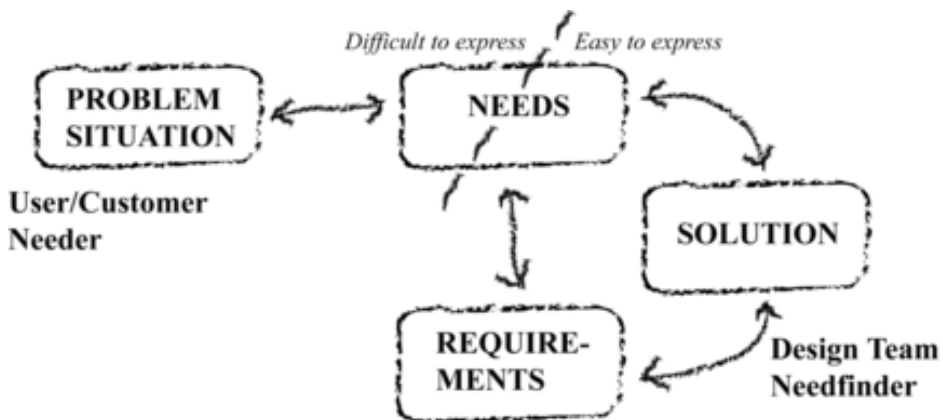 Difficult to express
Easy to express
PROBLEM
SITUATION
NEEDS
User/Customer
Needer
SOLUTION
REQUIRE-
MENTS
Design Team
Needfinder